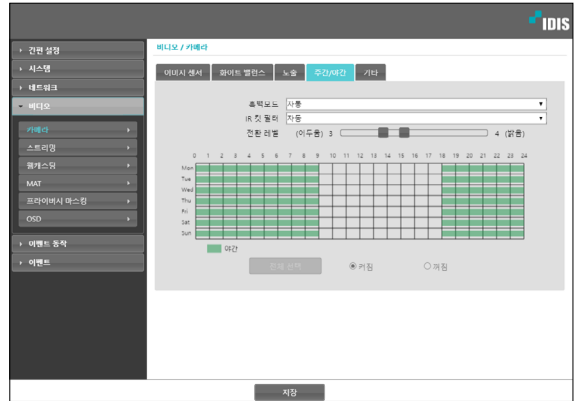 IDIS
간편 설정
시스템
네트워크
비디오
카메라
스트리밍
웹캐스팅
MAT
프라이버시 마스킹
OSD
이벤트 동작
이벤트
비디오 / 카메라
이미지 센서 화이트 밸런스 노출 주간/야간 기타
흑백모드 자동
IR 컷 필터 자동
전환 레벨 (어두움) 3 4 (밝음)
0 1 2 3 4 5 6 7 8 9 10 11 12 13 14 15 16 17 18 19 20 21 22 23 24
Mon
Tue
Wed
Thu
Fri
Sat
Sun
야간
전체 선택 켜짐 꺼짐
저장